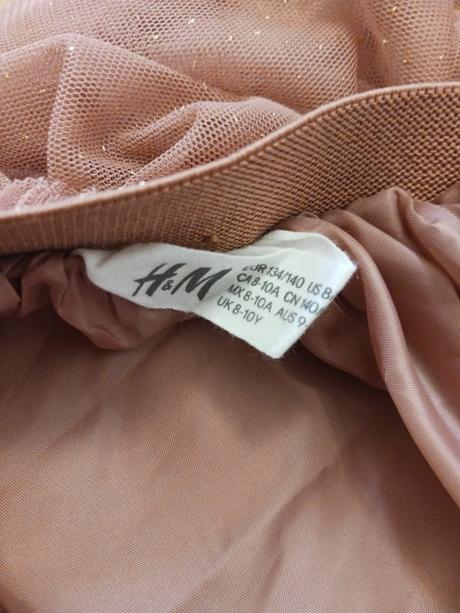 H&M
EUR 134/140 US 8
CA 8-10A CN 140
MX 8-10A AUS 9
UK 8-10Y